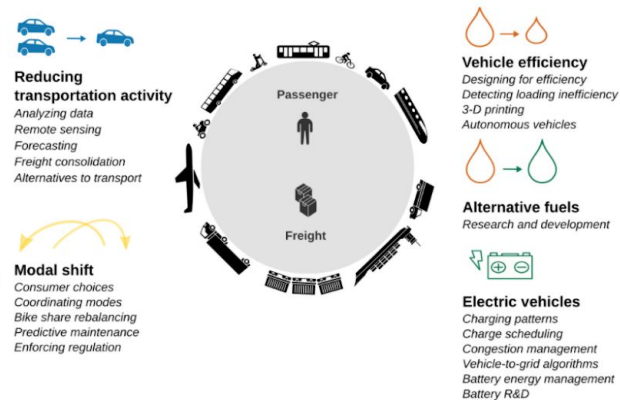 Reducing
transportation activity
Analyzing data
Remote sensing
Forecasting
Freight consolidation
Alternatives to transport
Modal shift
Consumer choices
Coordinating modes
Bike share rebalancing
Predictive maintenance
Enforcing regulation
Passenger
Freight
Vehicle efficiency
Designing for efficiency
Detecting loading inefficiency
3-D printing
Autonomous vehicles
Alternative fuels
Research and development
Electric vehicles
Charging patterns
Charge scheduling
Congestion management
Vehicle-to-grid algorithms
Battery energy management
Battery R&D